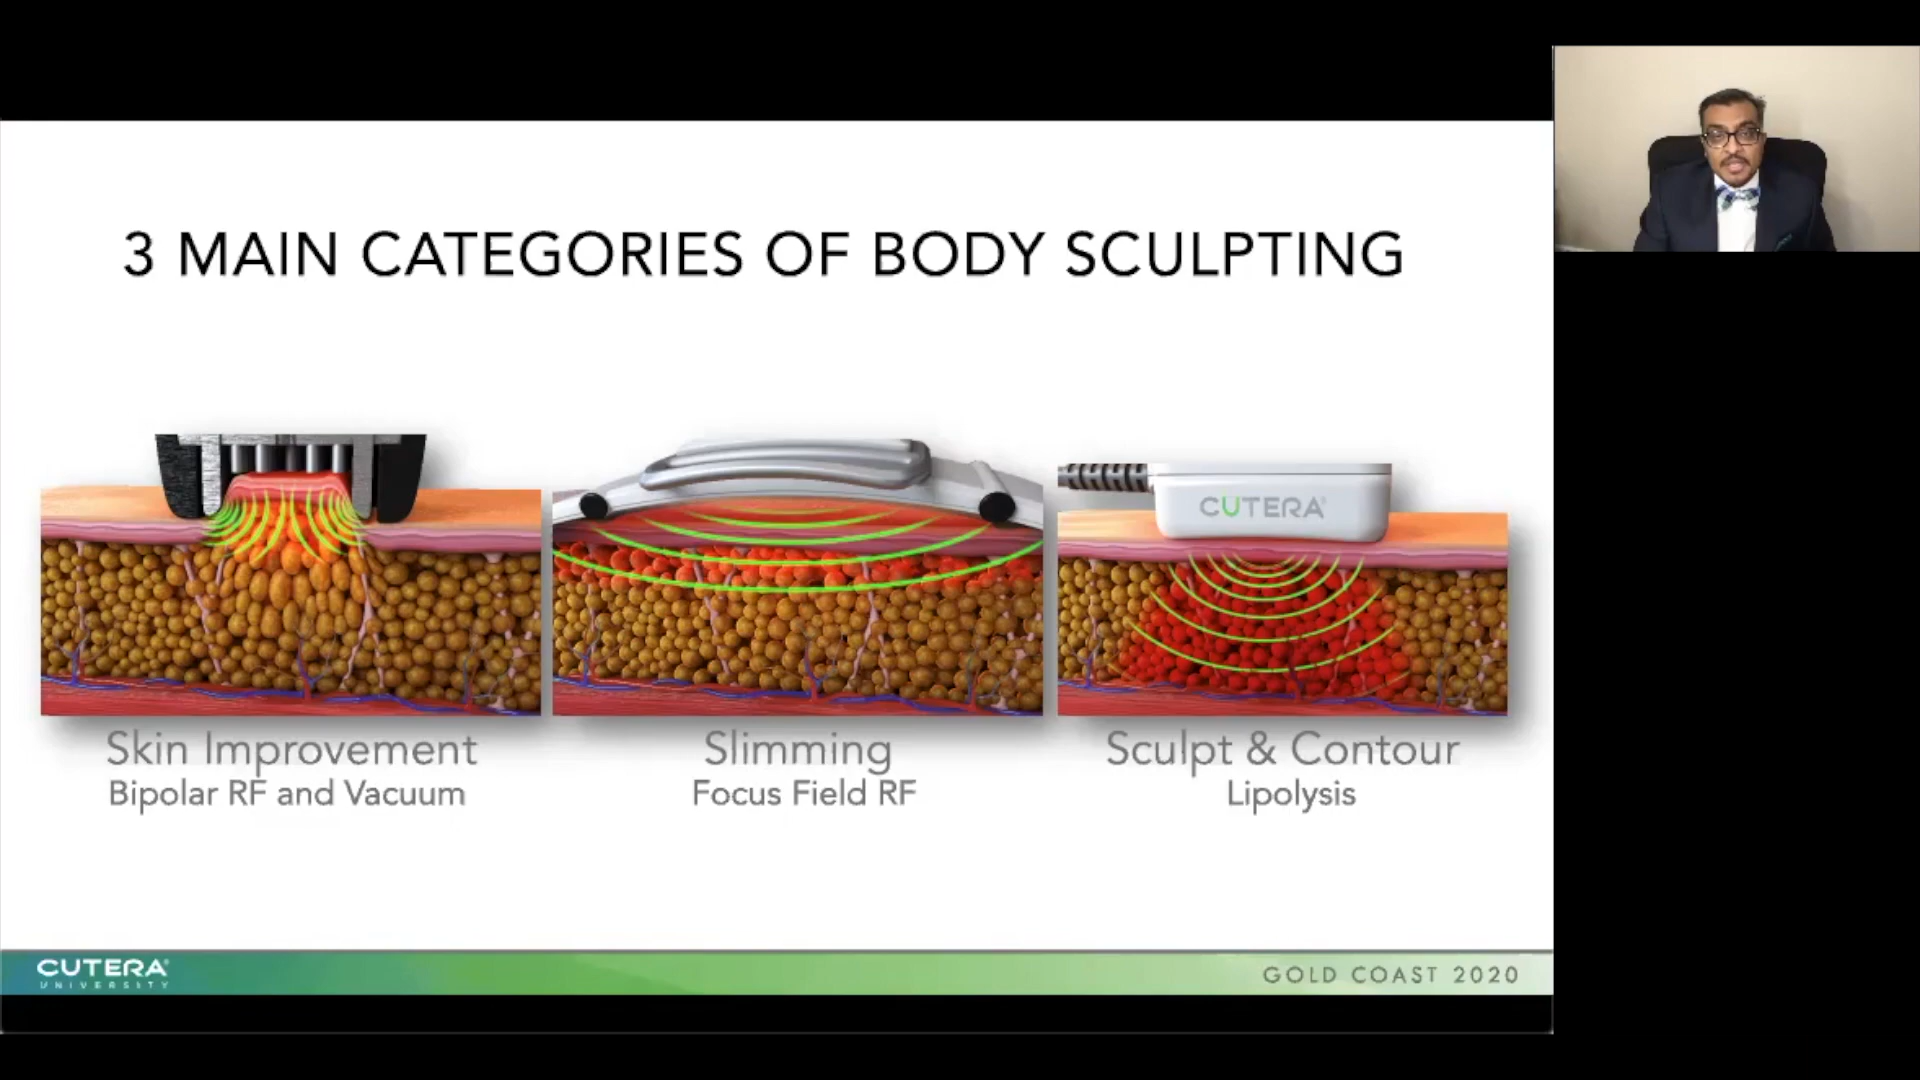 3 MAIN CATEGORIES OF BODY SCULPTING
CUTERA
Skin Improvement
Bipolar RF and Vacuum
Slimming
Focus Field RF
Sculpt & Contour
Lipolysis
CUTERA
UNIVERSITY
GOLD COAST 2020